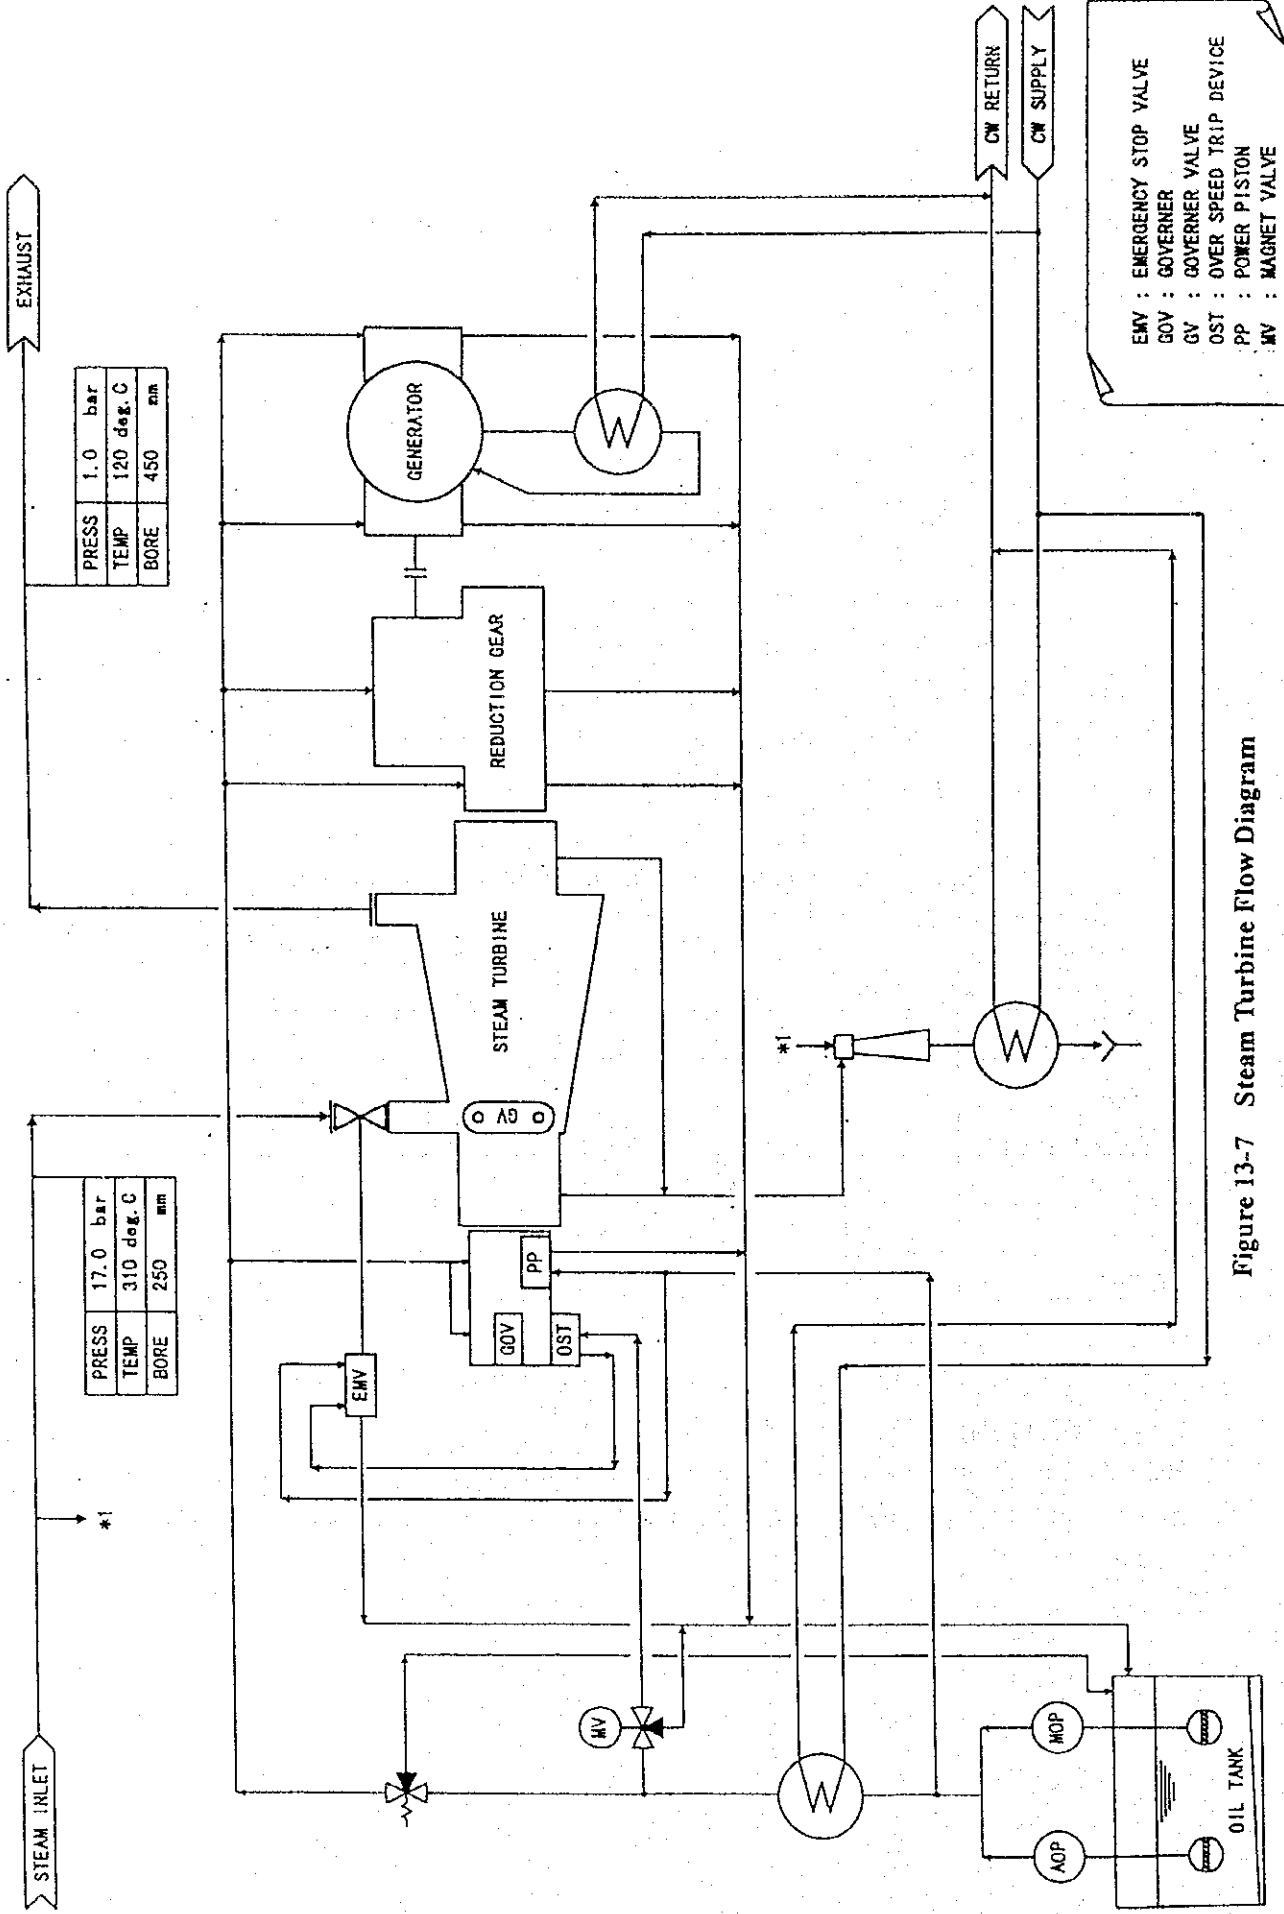 STEAM INLET
*1
PRESS 17.0 bar
TEMP 310 deg. C
BORE 250 mm
EXHAUST
PRESS 1.0 bar
TEMP 120 deg. C
BORE 450 mm
EMV
GOV
PP
OST
GV
STEAM TURBINE
REDUCTION GEAR
GENERATOR
MV
AOP
MOP
OIL TANK
*1
CW RETURN
CW SUPPLY
EMV : EMERGENCY STOP VALVE
GOV : GOVERNER
GV : GOVERNER VALVE
OST : OVER SPEED TRIP DEVICE
PP : POWER PISTON
MV : MAGNET VALVE
Figure 13-7 Steam Turbine Flow Diagram